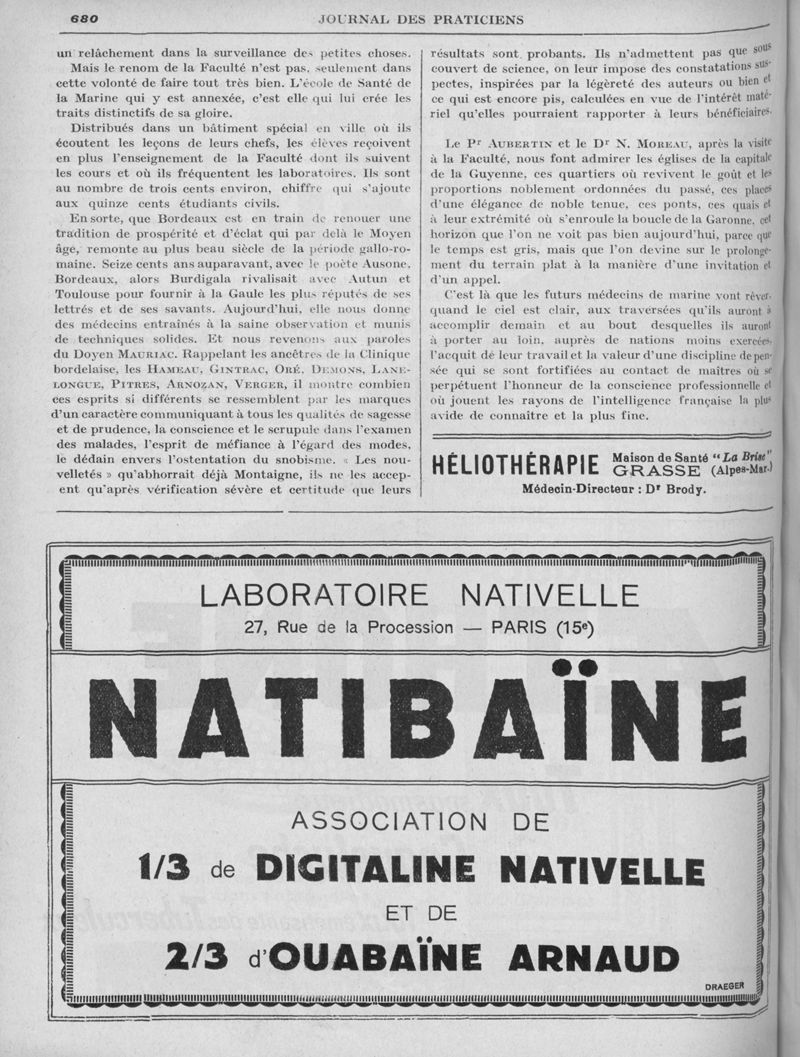 680
JOURNAL DES PRATICIENS
un relâchement dans la surveillance des petites choses.
Mais le renom de la Faculté n'est pas, seulement dans
cette volonté de faire tout très bien. L'école de Santé de
la Marine qui y est annexée, c'est elle qui lui crée les
traits distinctifs de sa gloire.
Distribués dans un bâtiment spécial en ville où ils
écoutent les leçons de leurs chefs, les élèves reçoivent
en plus l'enseignement de la Faculté dont ils suivent
les cours et où ils fréquentent les laboratoires. Ils sont
au nombre de trois cents environ, chiffre qui s'ajoute
aux quinze cents étudiants civils.
En sorte, que Bordeaux est en train de renouer une
tradition de prospérité et d'éclat qui par delà le Moyen
âge, remonte au plus beau siècle de la période gallo-ro-
maine. Seize cents ans auparavant, avec le poète Ausone,
Bordeaux, alors Burdigala rivalisait avec Autun et
Toulouse pour fournir à la Gaule les plus réputés de ses
lettrés et de ses savants. Aujourd'hui, elle nous donne
des médecins entraînés à la saine observation et munis
de techniques solides. Et nous revenons aux paroles
du Doyen MAURIAC. Rappelant les ancêtres de la Clinique
bordelaise, les HAMEAU, GINTRAC, ORÉ, DEMONS, LANE-
LONGUE, PITRES, ARNOZAN, VERGER, il montre combien
ces esprits si différents se ressemblent par les marques
d'un caractère communiquant à tous les qualités de sagesse
et de prudence, la conscience et le scrupule dans l'examen
des malades, l'esprit de méfiance à l'égard des modes,
le dédain envers l'ostentation du snobisme. « Les nou-
velletés » qu'abhorrait déjà Montaigne, ils ne les accep-
ent qu'après vérification sévère et certitude que leurs
résultats sont probants. Ils n'admettent pas que sous
couvert de science, on leur impose des constatations sus-
pectes, inspirées par la légèreté des auteurs ou bien et
ce qui est encore pis, calculées en vue de l'intérêt maté-
riel qu'elles pourraient rapporter à leurs bénéficiaires.
Le Pr AUBERTIN et le Dr N. MOREAU, après la visite
à la Faculté, nous font admirer les églises de la capitale
de la Guyenne, ces quartiers où revivent le goût et les
proportions noblement ordonnées du passé, ces places
d'une élégance de noble tenue, ces ponts, ces quais et
à leur extrémité où s'enroule la boucle de la Garonne, cet
horizon que l'on ne voit pas bien aujourd'hui, parce que
le temps est gris, mais que l'on devine sur le prolonge-
ment du terrain plat à la manière d'une invitation et
d'un appel.
C'est là que les futurs médecins de marine vont rêver,
quand le ciel est clair, aux traversées qu'ils auront à
accomplir demain et au bout desquelles ils auront
à porter au loin, auprès de nations moins exercées,
l'acquit dé leur travail et la valeur d'une discipline de pen-
sée qui se sont fortifiées au contact de maîtres où se
perpétuent l'honneur de la conscience professionnelle et
où jouent les rayons de l'intelligence française la plus
avide de connaître et la plus fine.
HÉLIOTHÉRAPIE Maison de Santé "La Brise"
GRASSE (Alpes-Mar.)
Médecin-Directeur : Dr Brody.
LABORATOIRE NATIVELLE
27, Rue de la Procession — PARIS (15e)
NATIBAÏNE
ASSOCIATION DE
1/3 de DIGITALINE NATIVELLE
ET DE
2/3 d'OUABAÏNE ARNAUD
DRAEGER